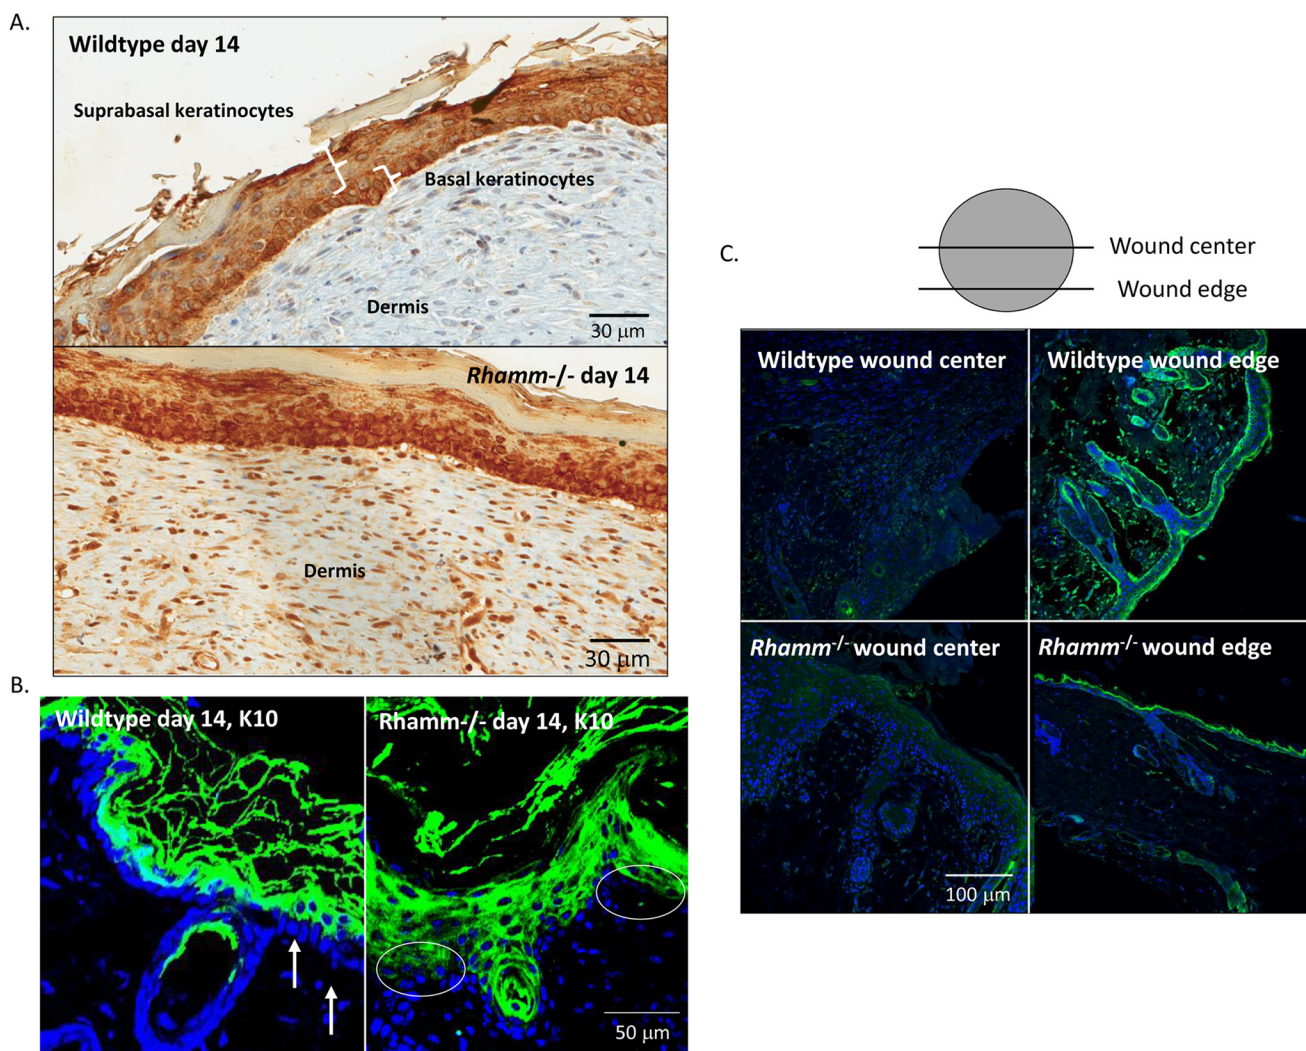 A.
Wildtype day 14
Suprabasal keratinocytes
Basal keratinocytes
Dermis
30 μm
Rhamm-/- day 14
Dermis
30 μm
B.
Wildtype day 14, K10
Rhamm-/- day 14, K10
50 μm
C.
Wound center
Wound edge
Wildtype wound center
Wildtype wound edge
Rhamm-/- wound center
Rhamm-/- wound edge
100 μm